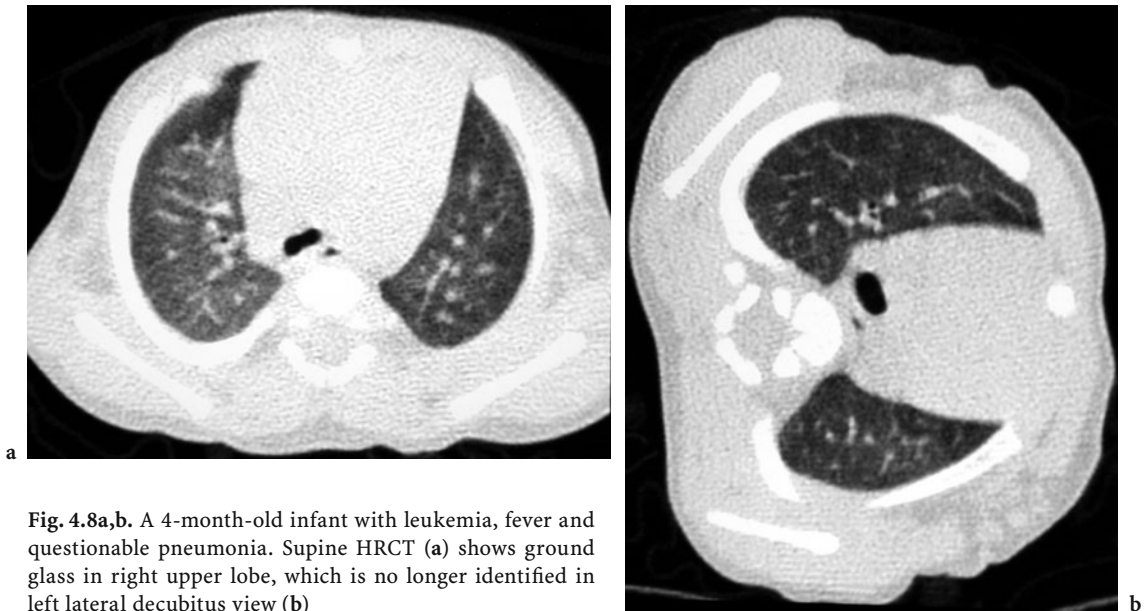 a
b
Fig. 4.8a,b. A 4-month-old infant with leukemia, fever and
questionable pneumonia. Supine HRCT (a) shows ground
glass in right upper lobe, which is no longer identified in
left lateral decubitus view (b)